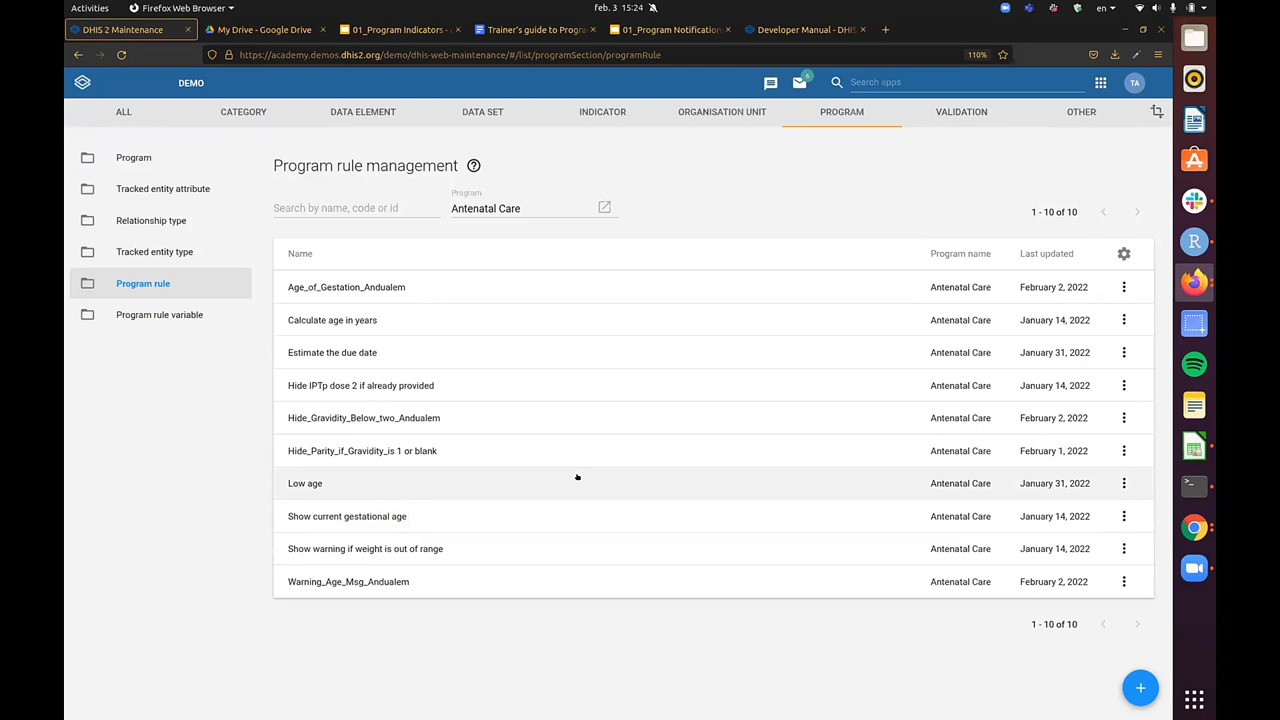 Activities
Firefox Web Browser
feb. 3 15:24
en
DHIS 2 Maintenance
My Drive - Google Drive
01_Program Indicators -
Trainer's guide to Progra
01_Program Notification
Developer Manual - DHIS
https://academy.demos.dhis2.org/demo/dhis-web-maintenance/#/list/programSection/programRule
110%
DEMO
6
Search apps
TA
ALL
CATEGORY
DATA ELEMENT
DATA SET
INDICATOR
ORGANISATION UNIT
PROGRAM
VALIDATION
OTHER
Program
Tracked entity attribute
Relationship type
Tracked entity type
Program rule
Program rule variable
Program rule management
Search by name, code or id
Program
Antenatal Care
1 - 10 of 10
Name Program name Last updated
Age_of_Gestation_Andualem Antenatal Care February 2, 2022
Calculate age in years Antenatal Care January 14, 2022
Estimate the due date Antenatal Care January 31, 2022
Hide IPTp dose 2 if already provided Antenatal Care January 14, 2022
Hide_Gravidity_Below_two_Andualem Antenatal Care February 2, 2022
Hide_Parity_if_Gravidity_is 1 or blank Antenatal Care February 1, 2022
Low age Antenatal Care January 31, 2022
Show current gestational age Antenatal Care January 14, 2022
Show warning if weight is out of range Antenatal Care January 14, 2022
Warning_Age_Msg_Andualem Antenatal Care February 2, 2022
1 - 10 of 10